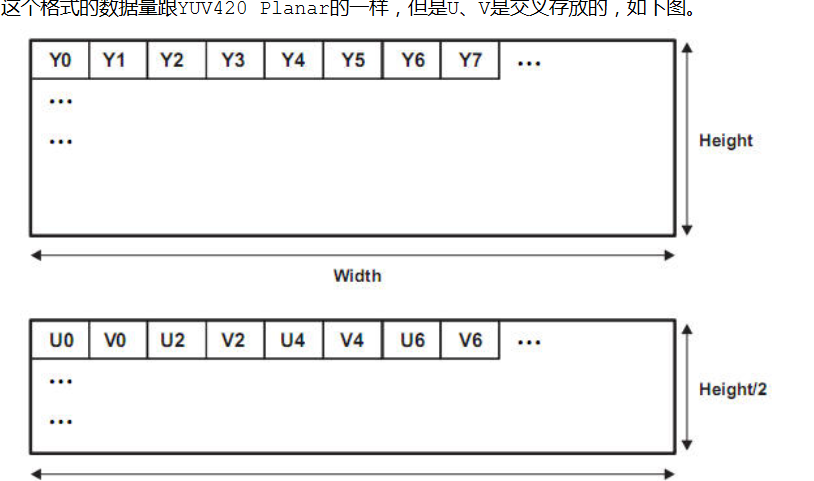 这个格式的数据量跟YUV420 Planar的一样，但是U、V是交叉存放的，如下图。
Y0 Y1 Y2 Y3 Y4 Y5 Y6 Y7 ...
...
...
Height
Width
U0 V0 U2 V2 U4 V4 U6 V6 ...
...
Height/2
...